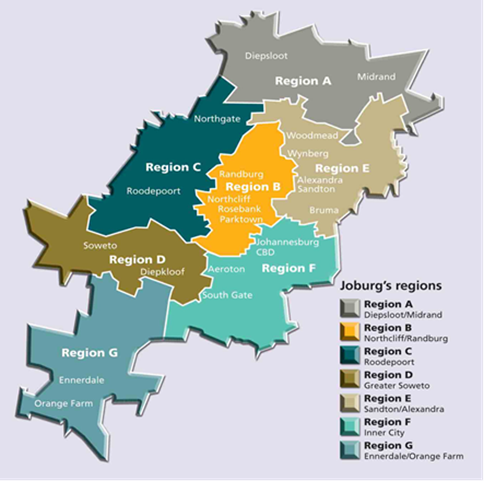 Diepsloot
Region A
Midrand
Northgate
Woodmead
Wynberg
Region C
Region E
Randburg
Region B
Alexandra
Sandton
Roodepoort
Northcliff
Rosebank
Parktown
Bruma
Soweto
Region D
Diepkloof
Johannesburg
CBD
Aeroton
Region F
South Gate
Region G
Ennerdale
Orange Farm
Joburg's regions
Region A
Diepsloot/Midrand
Region B
Northcliff/Randburg
Region C
Roodepoort
Region D
Greater Soweto
Region E
Sandton/Alexandra
Region F
Inner City
Region G
Ennerdale/Orange Farm